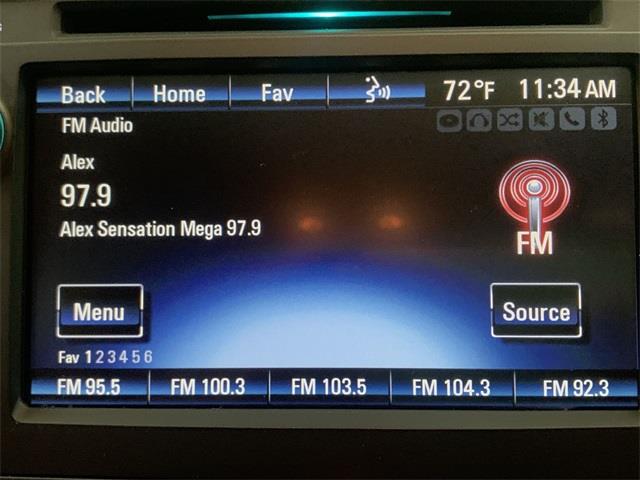 Back Home Fav 72°F 11:34 AM
FM Audio
Alex
97.9
Alex Sensation Mega 97.9
FM
Menu Source
Fav 1 2 3 4 5 6
FM 95.5 FM 100.3 FM 103.5 FM 104.3 FM 92.3